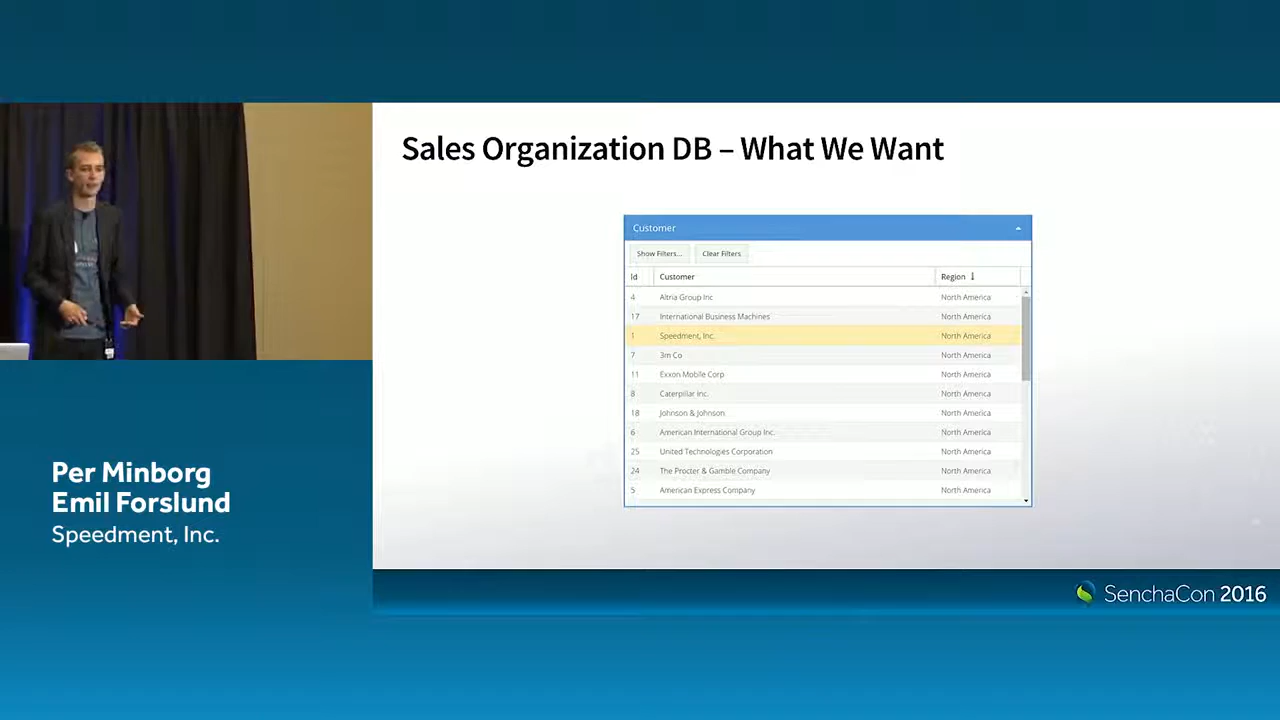 Sales Organization DB – What We Want
Customer
Show Filters... Clear Filters
Id Customer Region
4 Altria Group Inc North America
17 International Business Machines North America
1 Speedment, Inc. North America
7 3m Co North America
11 Exxon Mobile Corp North America
8 Caterpillar Inc. North America
18 Johnson & Johnson North America
6 American International Group Inc. North America
25 United Technologies Corporation North America
24 The Procter & Gamble Company North America
5 American Express Company North America
Per Minborg
Emil Forslund
Speedment, Inc.
SenchaCon 2016